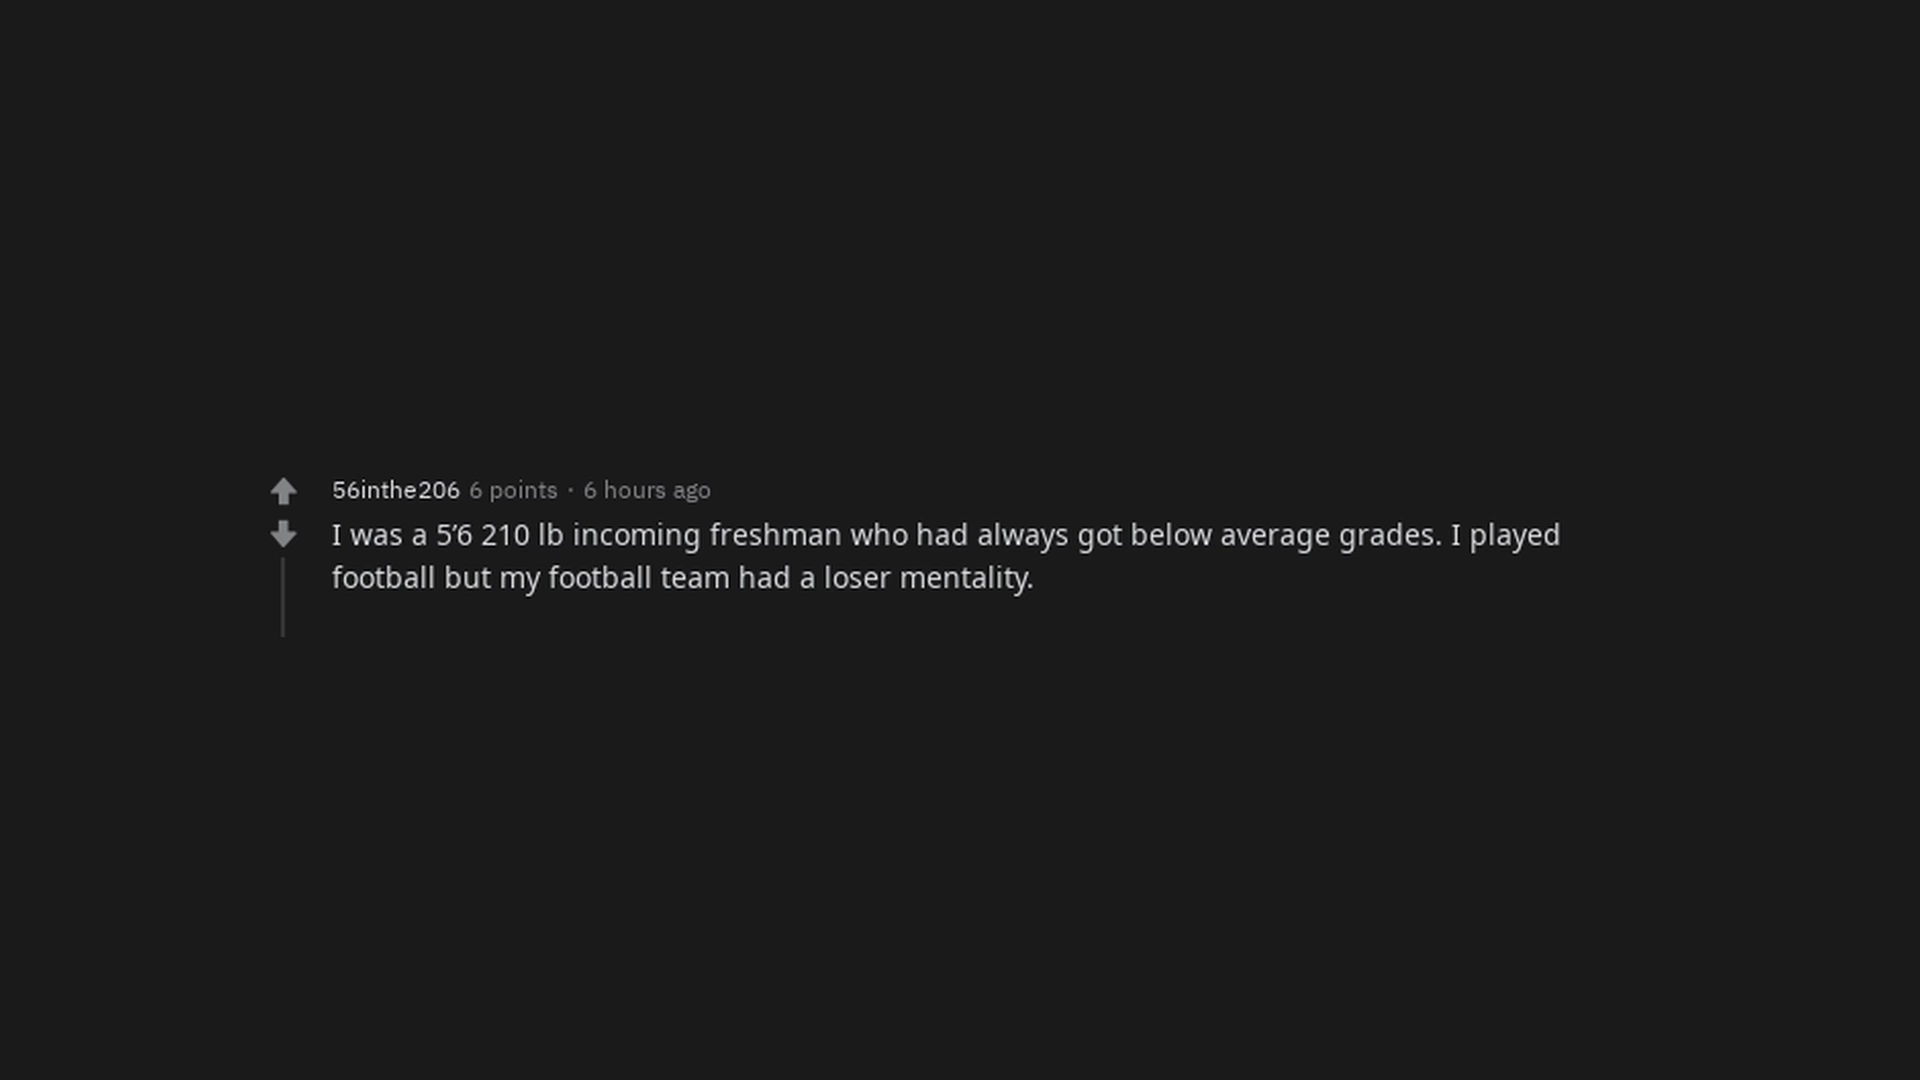 56inthe206 6 points · 6 hours ago
I was a 5’6 210 lb incoming freshman who had always got below average grades. I played
football but my football team had a loser mentality.